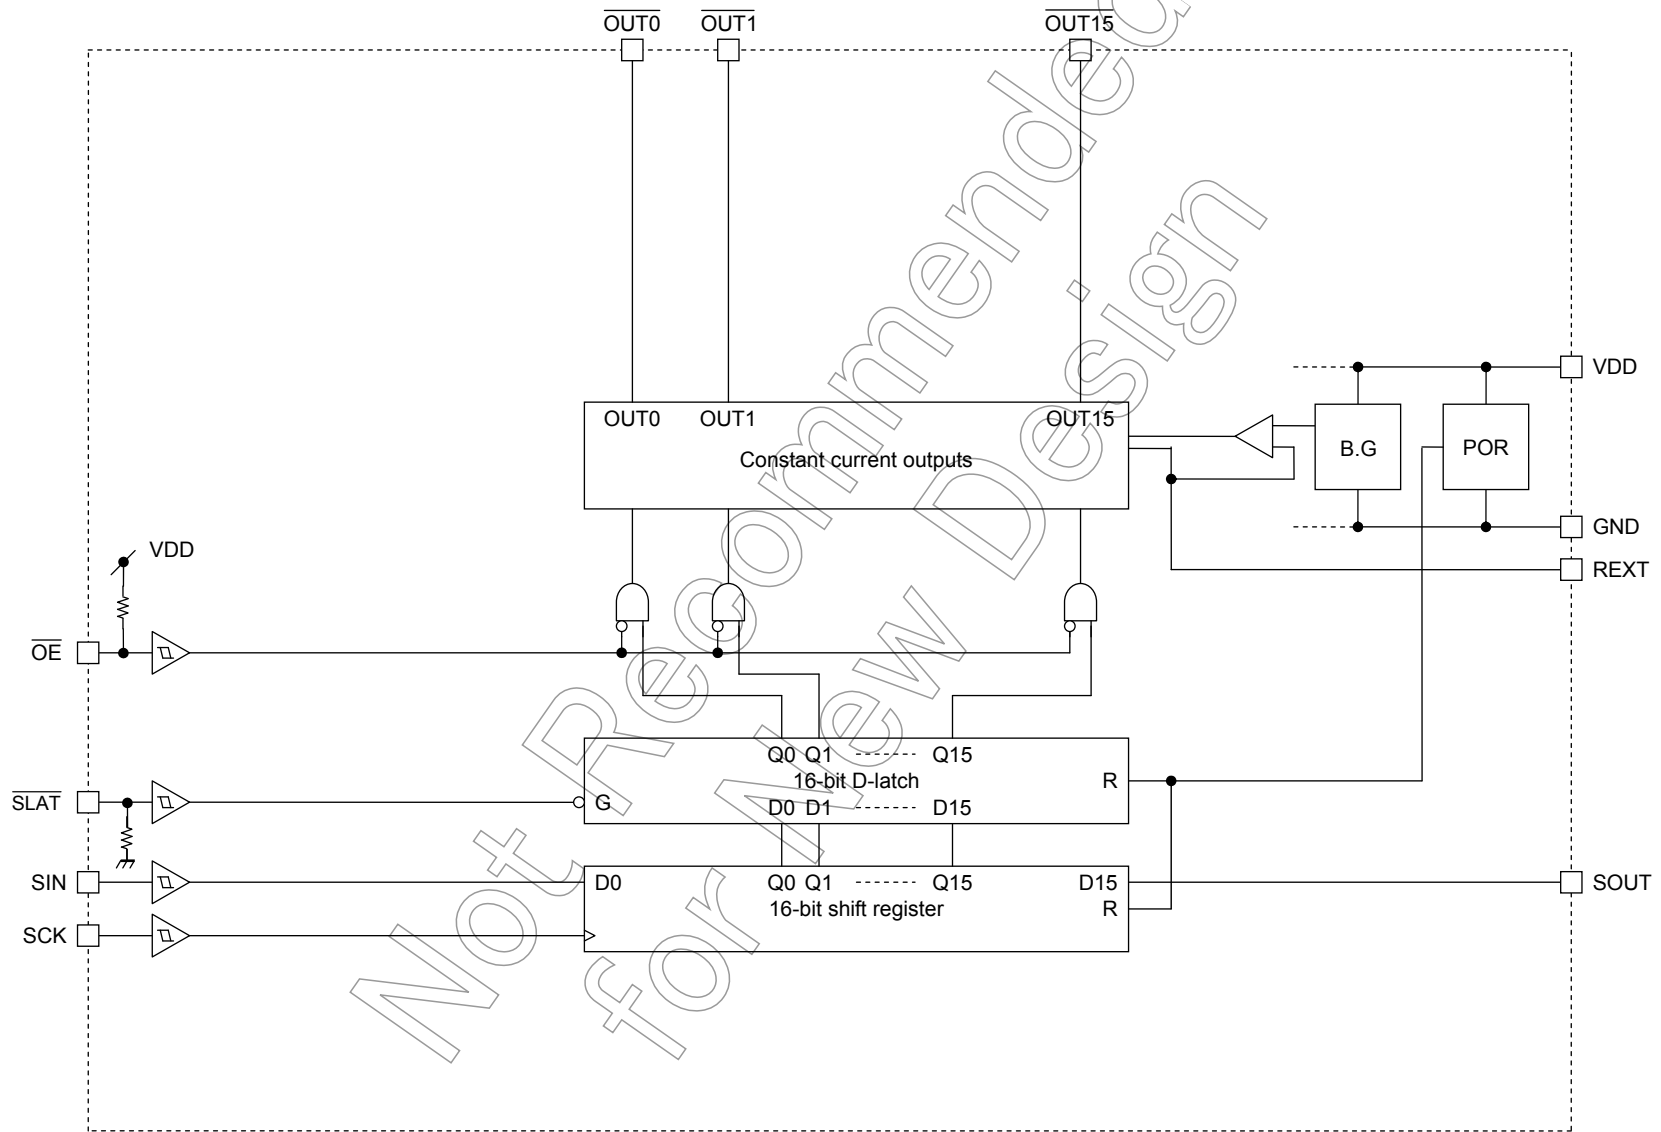 OUT0 OUT1 OUT15
VDD
OUT0 OUT1 OUT15
Constant current outputs
B.G
POR
GND
REXT
VDD
OE
Q0 Q1 -------- Q15
16-bit D-latch
R
SLAT
G
D0 D1 -------- D15
SIN
D0
Q0 Q1 -------- Q15
D15
SOUT
16-bit shift register
R
SCK
Not Recommended
for New Design